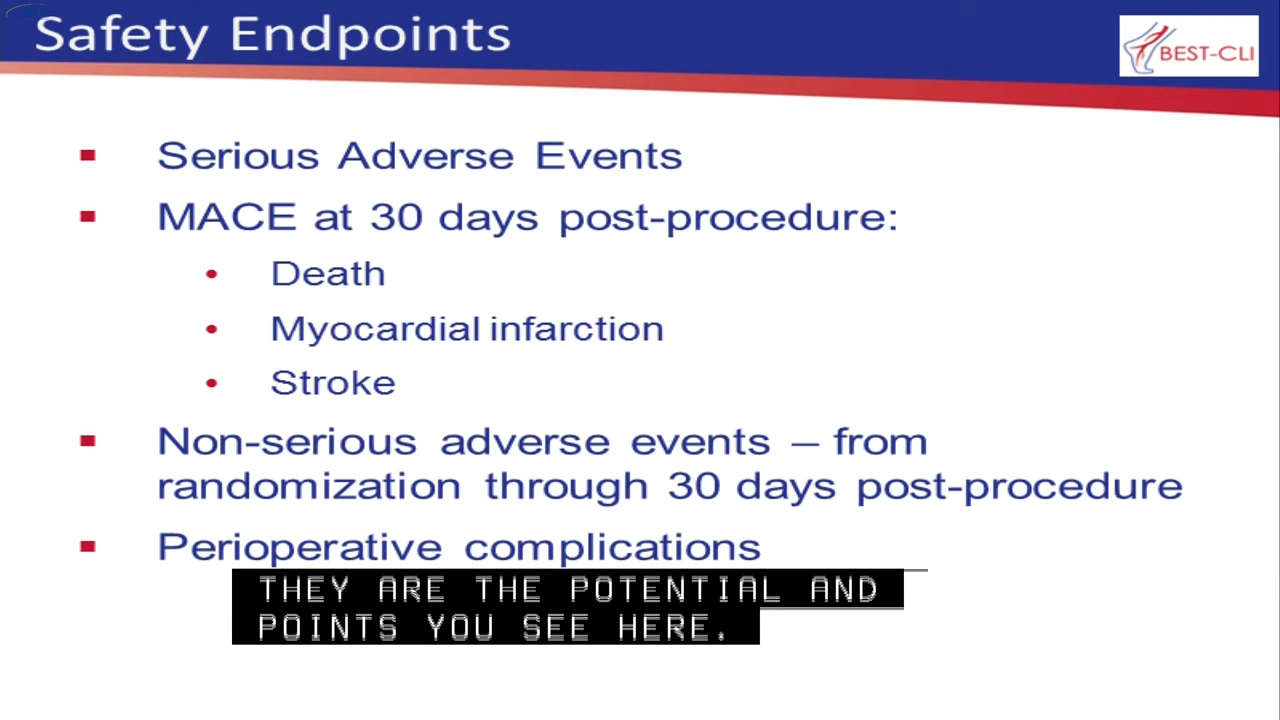 Safety Endpoints
BEST-CLI
Serious Adverse Events
MACE at 30 days post-procedure:
Death
Myocardial infarction
Stroke
Non-serious adverse events – from
randomization through 30 days post-procedure
Perioperative complications
THEY ARE THE POTENTIAL AND
POINTS YOU SEE HERE.